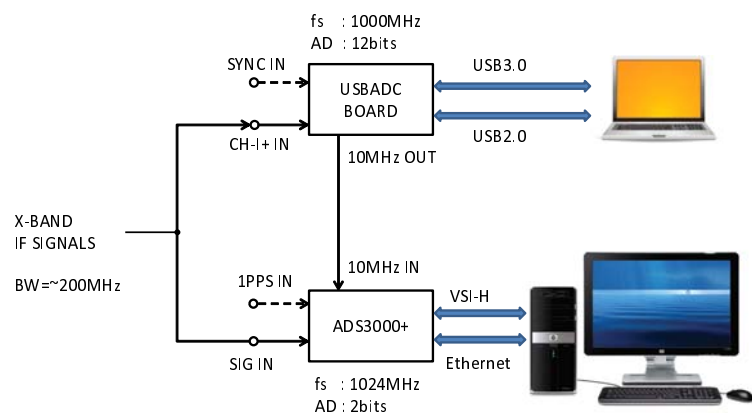 fs : 1000MHz
AD : 12bits
SYNC IN
USBADC
BOARD
USB3.0
USB2.0
CH-I+ IN
10MHz OUT
X-BAND
IF SIGNALS
BW=~200MHz
10MHz IN
1PPS IN
VSI-H
ADS3000+
Ethernet
SIG IN
fs : 1024MHz
AD : 2bits